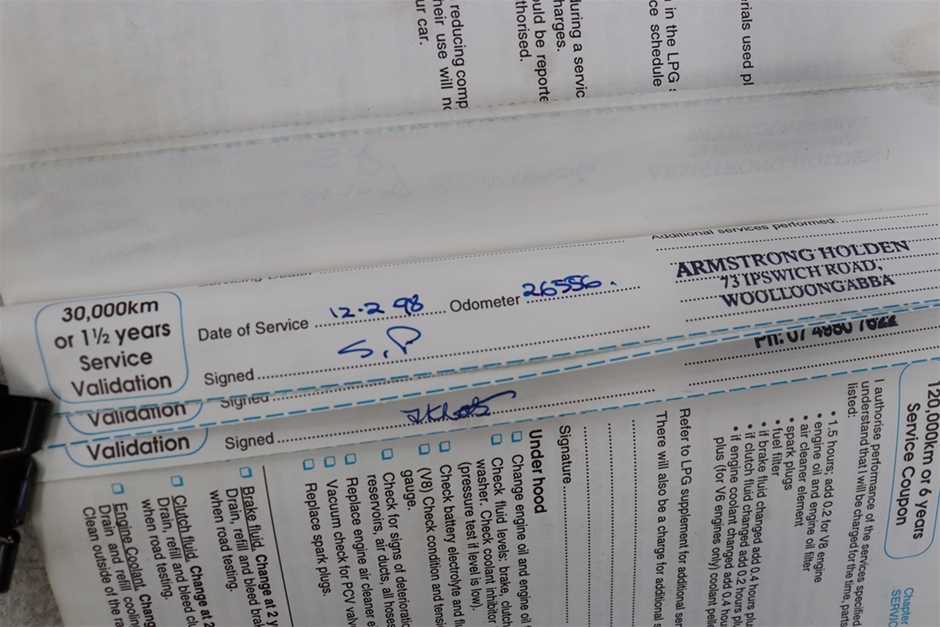 reducing comp
heir use will no
ur car.
during a servic
harges.
uld be reporte
thorised.
in the LPG s
ce schedule
rials used pl
Additional services performed:
30,000km
or 1½ years
Service
Validation
Date of Service 12-2 98 Odometer 26556.
Signed S.P
ARMSTRONG HOLDEN
73 IPSWICH ROAD,
WOOLLOONGABBA
Validation
Signed
Validation
Signed
120,000km or 6 years
Service Coupon
Chapter
SERVIC
I authorise performance of the services specified
understand that I will be charged for the time, parts
listed:
• 1.5 hours; add 0.2 for V8 engine
• engine oil and engine oil filter
• air cleaner element
• spark plugs
• fuel filter
• if brake fluid changed add 0.4 hours plus
• if clutch fluid changed add 0.2 hours plu
• if engine coolant changed add 0.4 hou
plus (for V6 engines only) coolant pelle
Refer to LPG supplement for additional ser
There will also be a charge for additional s
Signature
Under hood
Change engine oil and engine oil
Check fluid levels: brake, clutch
washer. Check coolant inhibitor
(pressure test if level is low).
Check battery electrolyte and fl
(V8) Check condition and tensi
gauge.
Check for signs of deterioratio
reservoirs, air ducts, all hoses
Replace engine air cleaner e
Vacuum check for PCV valve
Replace spark plugs.
Brake fluid. Change at 2 y
Drain, refill and bleed brak
when road testing.
Clutch fluid. Change at 2
Drain, refill and bleed cl
when road testing.
Engine Coolant. Chang
Drain and refill cooling
Clean outside of the ra